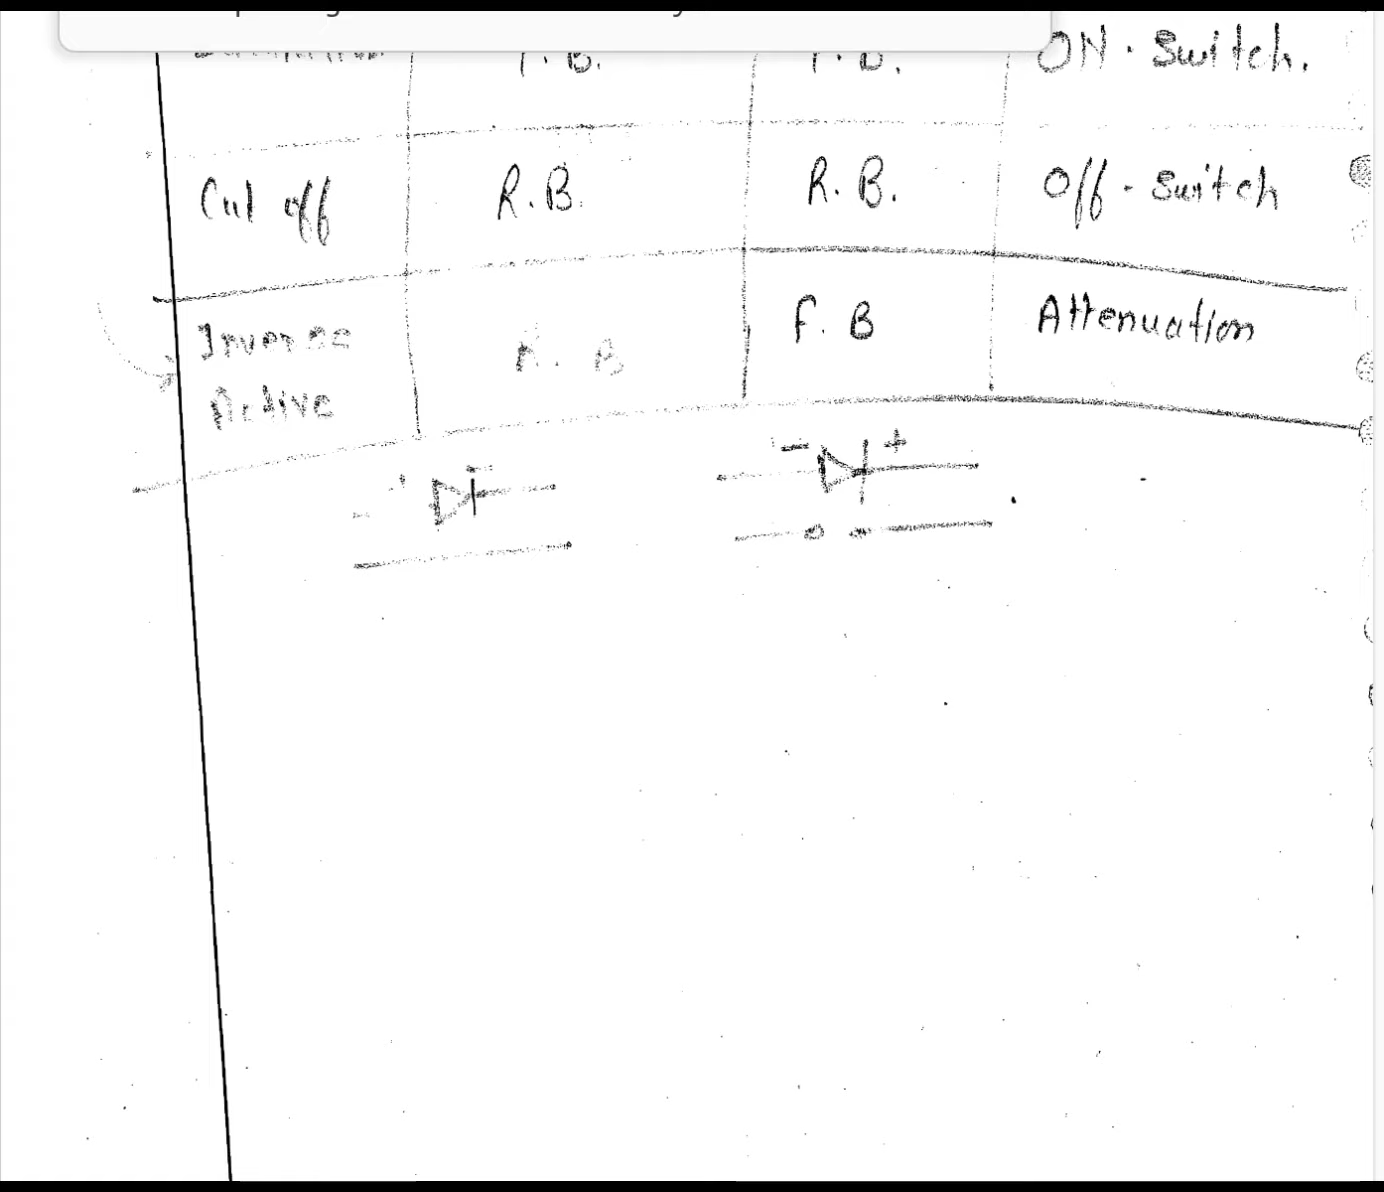 ON - Switch.
Cut off R.B. R.B. Off - Switch
Inverse R. B F. B Attenuation
Active
+ -
- +